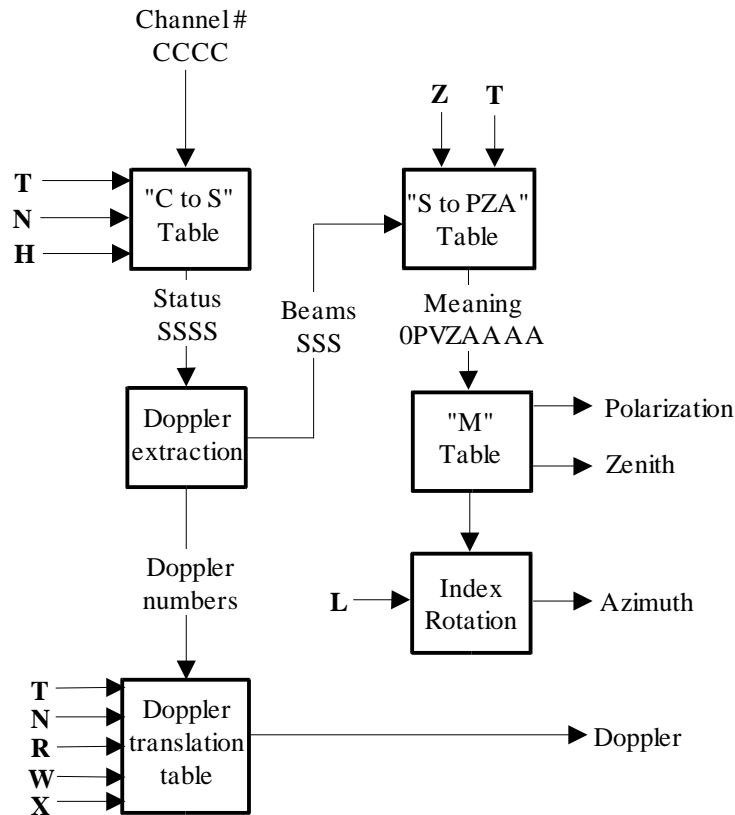 Channel #
CCCC
Z T
T
N
H
"C to S"
Table
"S to PZA"
Table
Status
SSSS
Beams
SSS
Meaning
0PVZAAAA
Doppler
extraction
"M"
Table
Polarization
Zenith
Doppler
numbers
L
Index
Rotation
Azimuth
T
N
R
W
X
Doppler
translation
table
Doppler